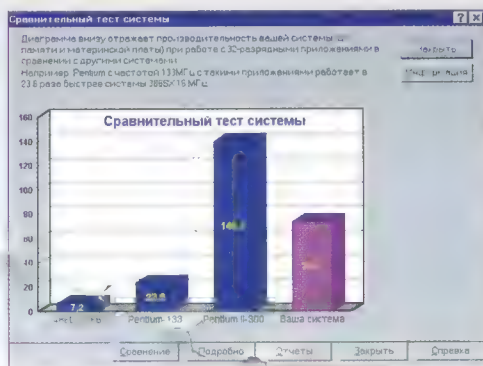 Сравнительный тест системы
Диаграмма внизу отражает производительность вашей системы
памяти и материнской платы) при работе с 32-разрядными приложениями в
сравнении с другими системами
Например Pentium с частотой 133МГц с такими приложениями работает в
23.6 раза быстрее системы 386SX 16 МГц
Закрыть
Информация
Сравнительный тест системы
160
140
120
100
80
60
40
20
0
7,2
23,6
Pentium 133
Pentium II-300
Ваша система
Сравнение
Подробно
Отчеты
Закрыть
Справка